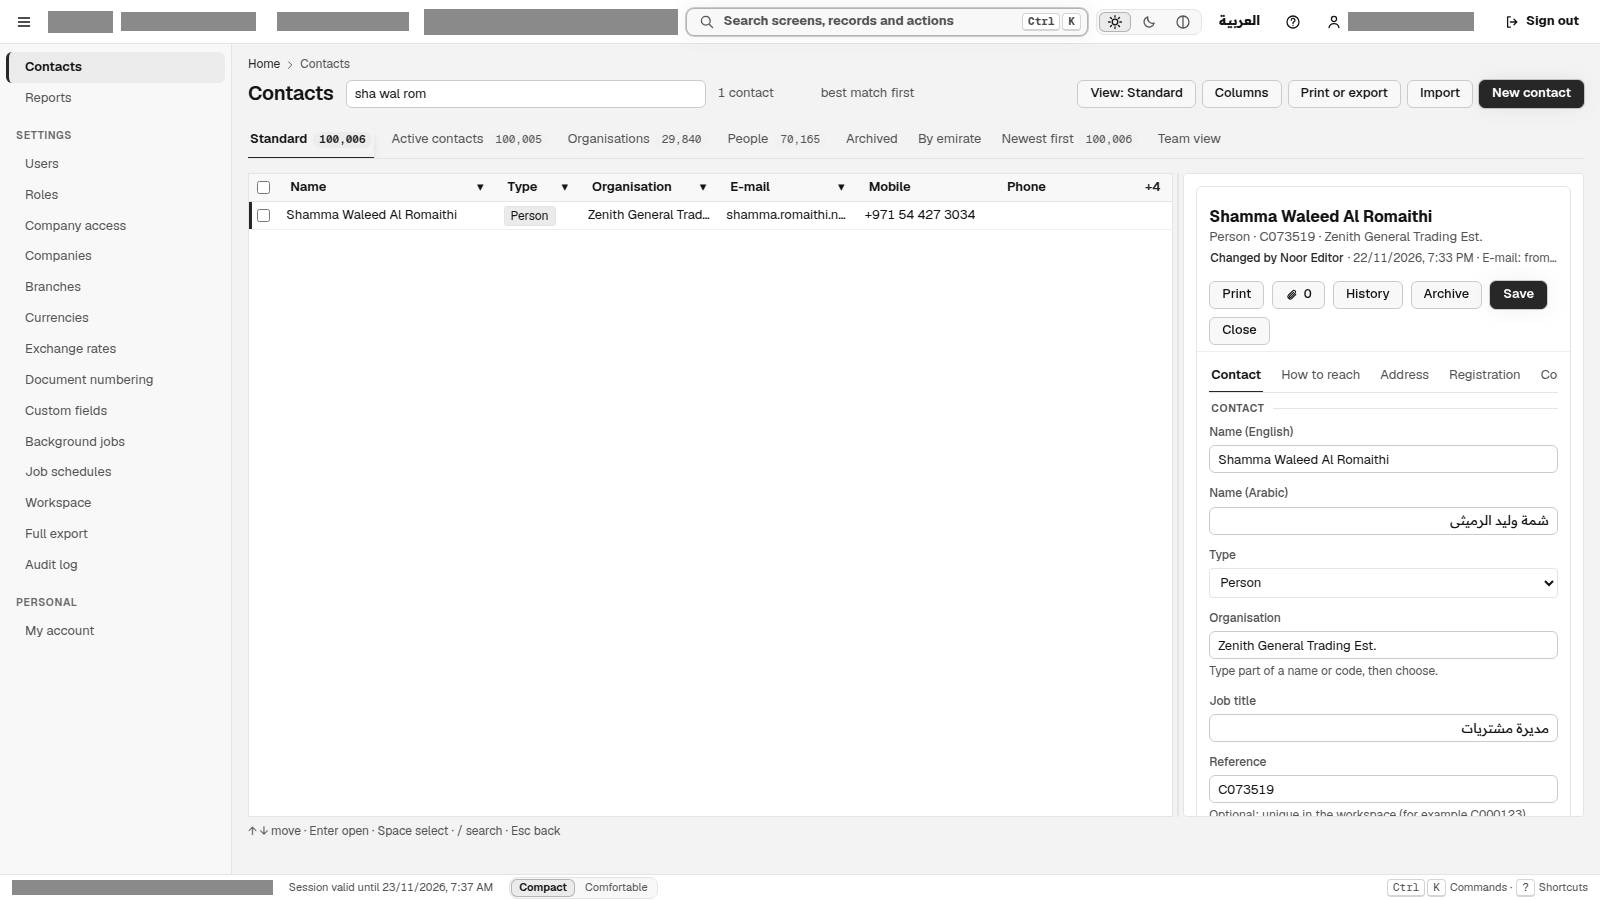 Search screens, records and actions Ctrl K العربية Sign out
Contacts
Reports
SETTINGS
Users
Roles
Company access
Companies
Branches
Currencies
Exchange rates
Document numbering
Custom fields
Background jobs
Job schedules
Workspace
Full export
Audit log
PERSONAL
My account
Home Contacts
Contacts sha wal rom 1 contact best match first View: Standard Columns Print or export Import New contact
Standard 100,006 Active contacts 100,005 Organisations 29,840 People 70,165 Archived By emirate Newest first 100,006 Team view
Name Type Organisation E-mail Mobile Phone +4
Shamma Waleed Al Romaithi Person Zenith General Trad... shamma.romaithi.n... +971 54 427 3034
↑ ↓ move · Enter open · Space select · / search · Esc back
Shamma Waleed Al Romaithi
Person · C073519 · Zenith General Trading Est.
Changed by Noor Editor · 22/11/2026, 7:33 PM · E-mail: from...
Print 0 History Archive Save
Close
Contact How to reach Address Registration Co
CONTACT
Name (English)
Shamma Waleed Al Romaithi
Name (Arabic)
شمة وليد الرميثي
Type
Person
Organisation
Zenith General Trading Est.
Type part of a name or code, then choose.
Job title
مديرة مشتريات
Reference
C073519
Optional: unique in the workspace (for example C000123)
Session valid until 23/11/2026, 7:37 AM Compact Comfortable Ctrl K Commands · ? Shortcuts